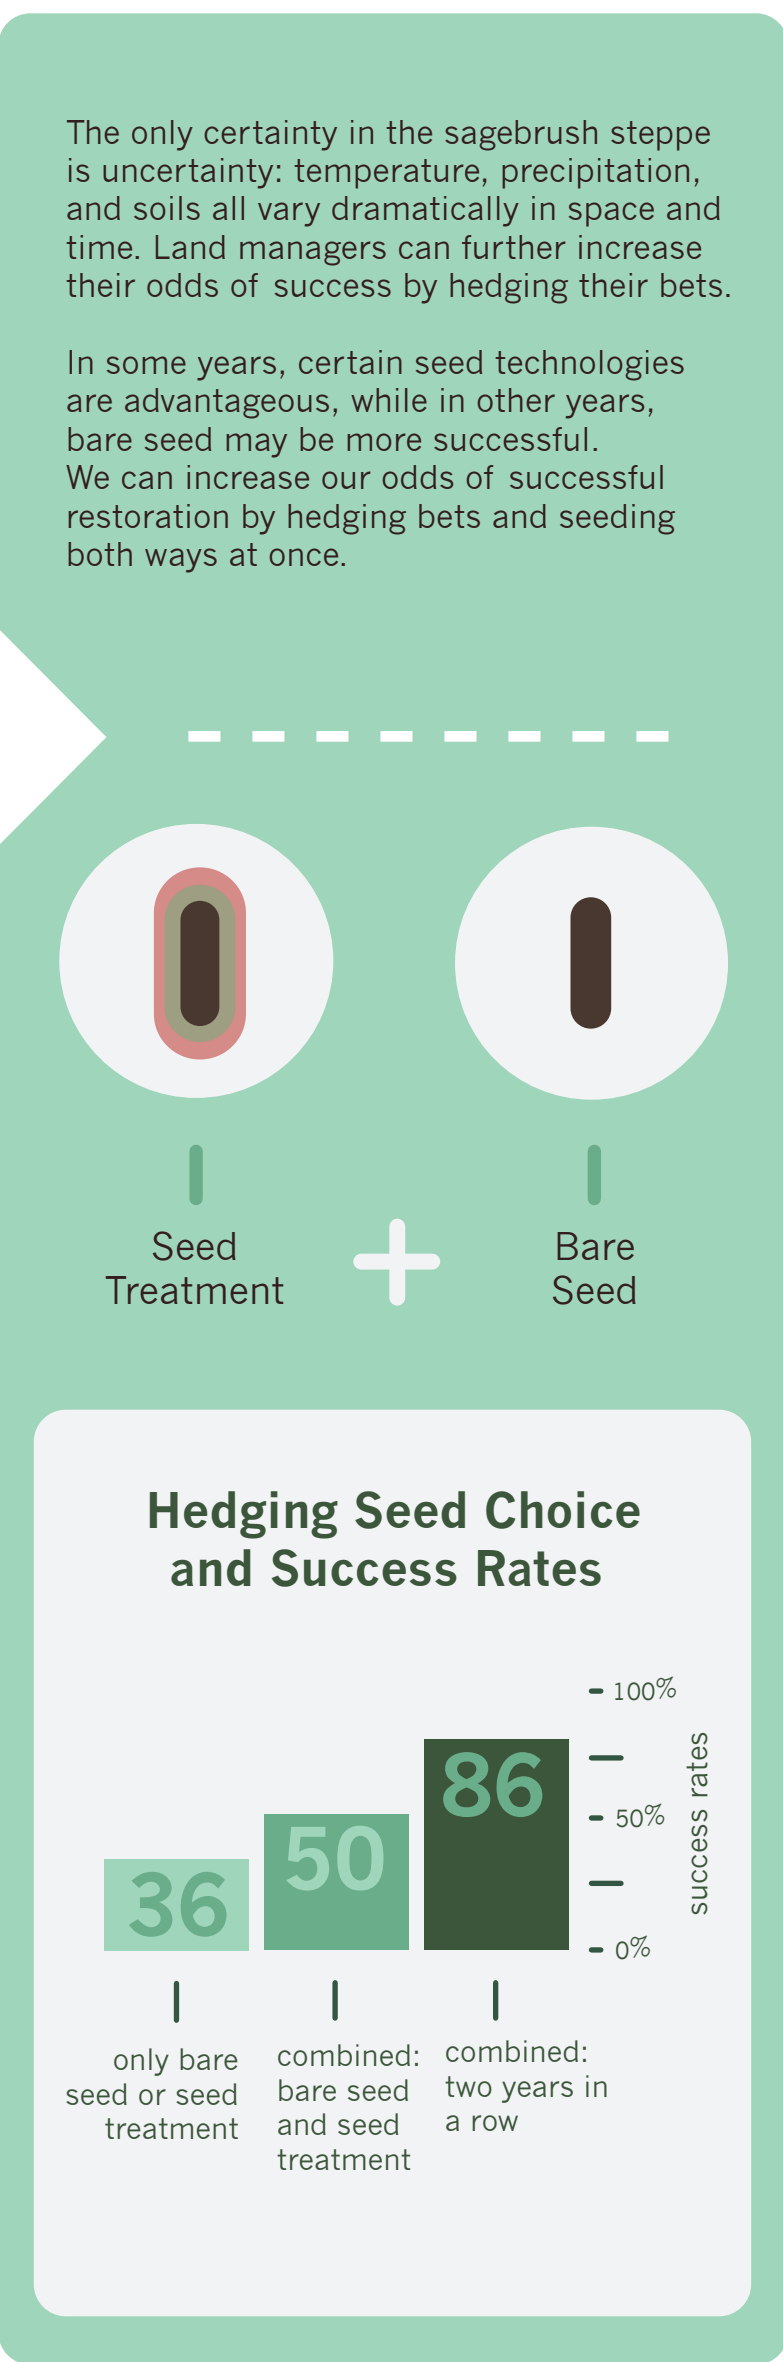 The only certainty in the sagebrush steppe
is uncertainty: temperature, precipitation,
and soils all vary dramatically in space and
time. Land managers can further increase
their odds of success by hedging their bets.
In some years, certain seed technologies
are advantageous, while in other years,
bare seed may be more successful.
We can increase our odds of successful
restoration by hedging bets and seeding
both ways at once.
Seed
Treatment
Bare
Seed
Hedging Seed Choice
and Success Rates
36
50
86
100%
50%
0%
success rates
only bare
seed or seed
treatment
combined:
bare seed
and seed
treatment
combined:
two years in
a row